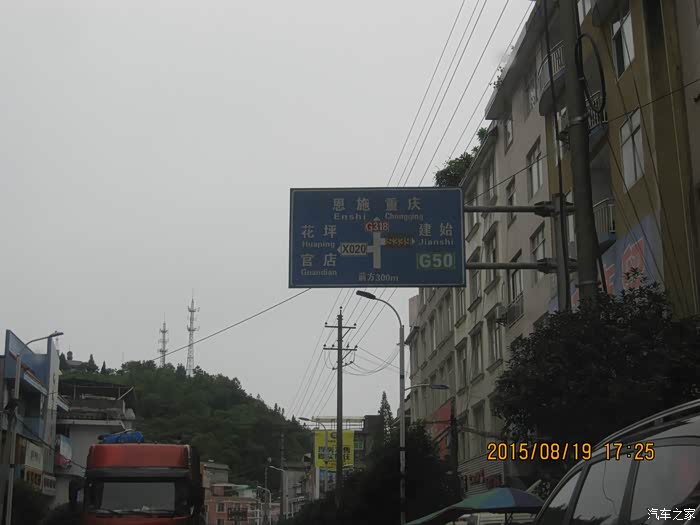 恩施 重庆
Enshi Chongqing
G318
花坪 X020 S339 建始
Huaping Jianshi
官店 G50
Guandian
前方300m
2015/08/19 17:25
汽车之家